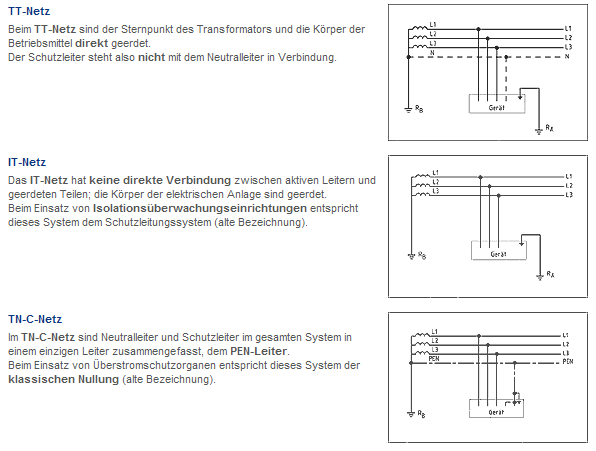 TT-Netz
Beim TT-Netz sind der Sternpunkt des Transformators und die Körper der
Betriebsmittel direkt geerdet.
Der Schutzleiter steht also nicht mit dem Neutralleiter in Verbindung.
L1
L1
L2
L2
L3
L3
N
N
Gerät
RB
RA
IT-Netz
Das IT-Netz hat keine direkte Verbindung zwischen aktiven Leitern und
geerdeten Teilen; die Körper der elektrischen Anlage sind geerdet.
Beim Einsatz von Isolationsüberwachungseinrichtungen entspricht
dieses System dem Schutzleitungssystem (alte Bezeichnung).
L1
L1
L2
L2
L3
L3
Gerät
RB
RA
TN-C-Netz
Im TN-C-Netz sind Neutralleiter und Schutzleiter im gesamten System in
einem einzigen Leiter zusammengefasst, dem PEN-Leiter.
Beim Einsatz von Überstromschutzorganen entspricht dieses System der
klassischen Nullung (alte Bezeichnung).
L1
L1
L2
L2
L3
L3
PEN
PEN
Gerät
RB